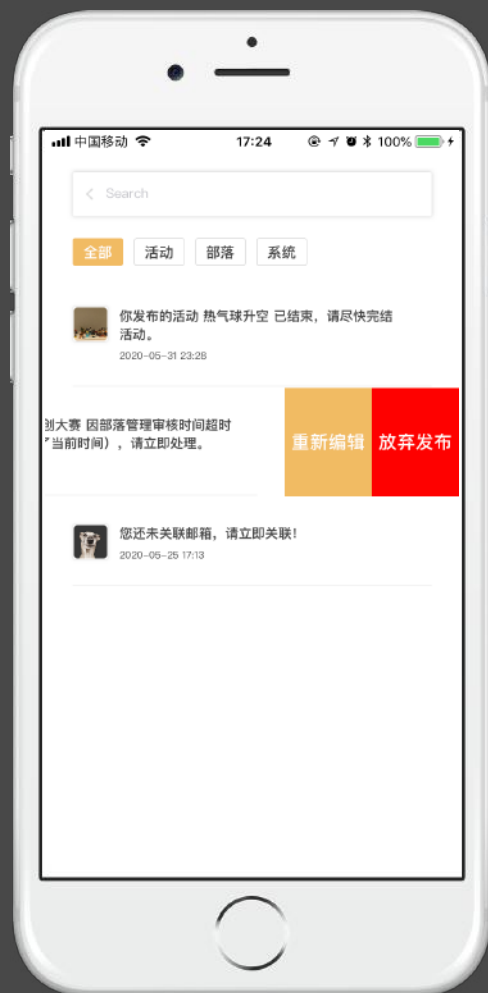 中国移动
17:24
100%
Search
全部
活动
部落
系统
你发布的活动 热气球升空 已结束，请尽快完结
活动。
2020-05-31 23:28
创大赛 因部落管理审核时间超时
当前时间），请立即处理。
重新编辑
放弃发布
您还未关联邮箱，请立即关联！
2020-05-25 17:13